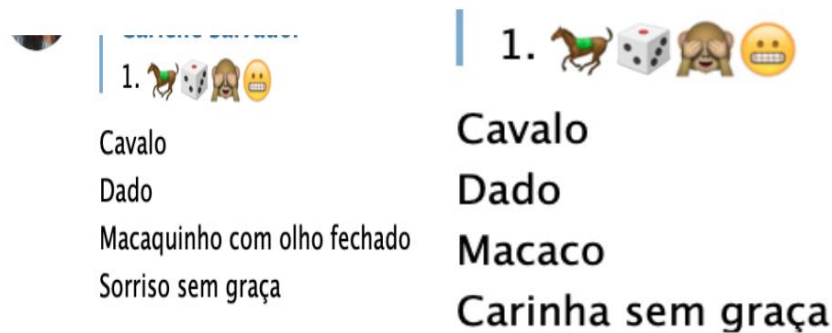 1.
Cavalo
Dado
Macaquinho com olho fechado
Sorriso sem graça
1.
Cavalo
Dado
Macaco
Carinha sem graça